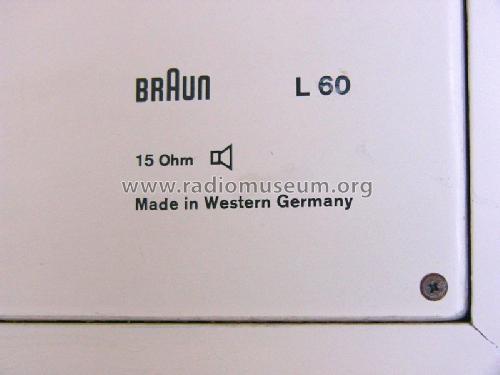 BRAUN L 60
15 Ohm
www.radiomuseum.org
Made in Western Germany